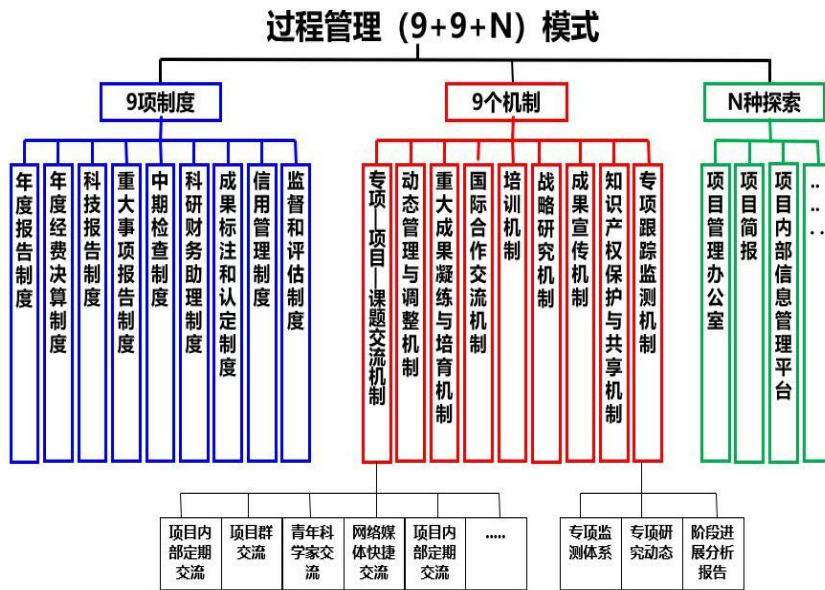 过程管理（9+9+N）模式
9项制度
9个机制
N种探索
年度报告制度
年度经费决算制度
科技报告制度
重大事项报告制度
中期检查制度
科研财务助理制度
成果标注和认定制度
信用管理制度
监督和评估制度
专项—项目—课题交流机制
动态管理与调整机制
重大成果凝练与培育机制
国际合作交流机制
培训机制
战略研究机制
成果宣传机制
知识产权保护与共享机制
专项跟踪监测机制
项目管理办公室
项目简报
项目内部信息管理平台
......
项目内
部定期
交流
项目群
交流
青年科
学家交
流
网络媒
体快捷
交流
项目内
部定期
交流
.....
专项监
测体系
专项研
究动态
阶段进
展分析
报告